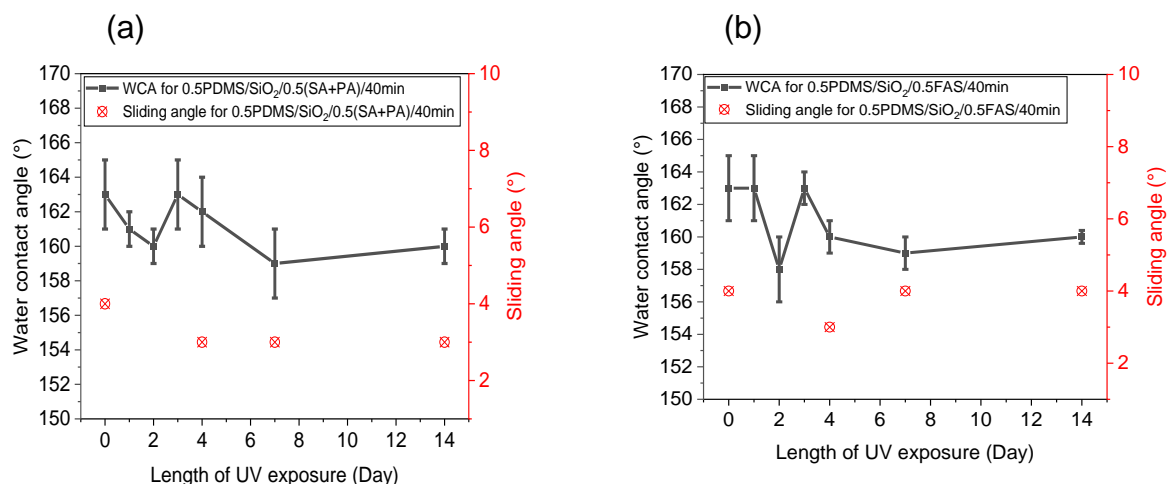 (a)
170
168
166
164
162
160
158
156
154
152
150
Water contact angle (°)
WCA for 0.5PDMS/SiO2/0.5(SA+PA)/40min
Sliding angle for 0.5PDMS/SiO2/0.5(SA+PA)/40min
10
8
6
4
2
Sliding angle (°)
0 2 4 6 8 10 12 14
Length of UV exposure (Day)
(b)
170
168
166
164
162
160
158
156
154
152
150
Water contact angle (°)
WCA for 0.5PDMS/SiO2/0.5FAS/40min
Sliding angle for 0.5PDMS/SiO2/0.5FAS/40min
10
8
6
4
2
Sliding angle (°)
0 2 4 6 8 10 12 14
Length of UV exposure (Day)